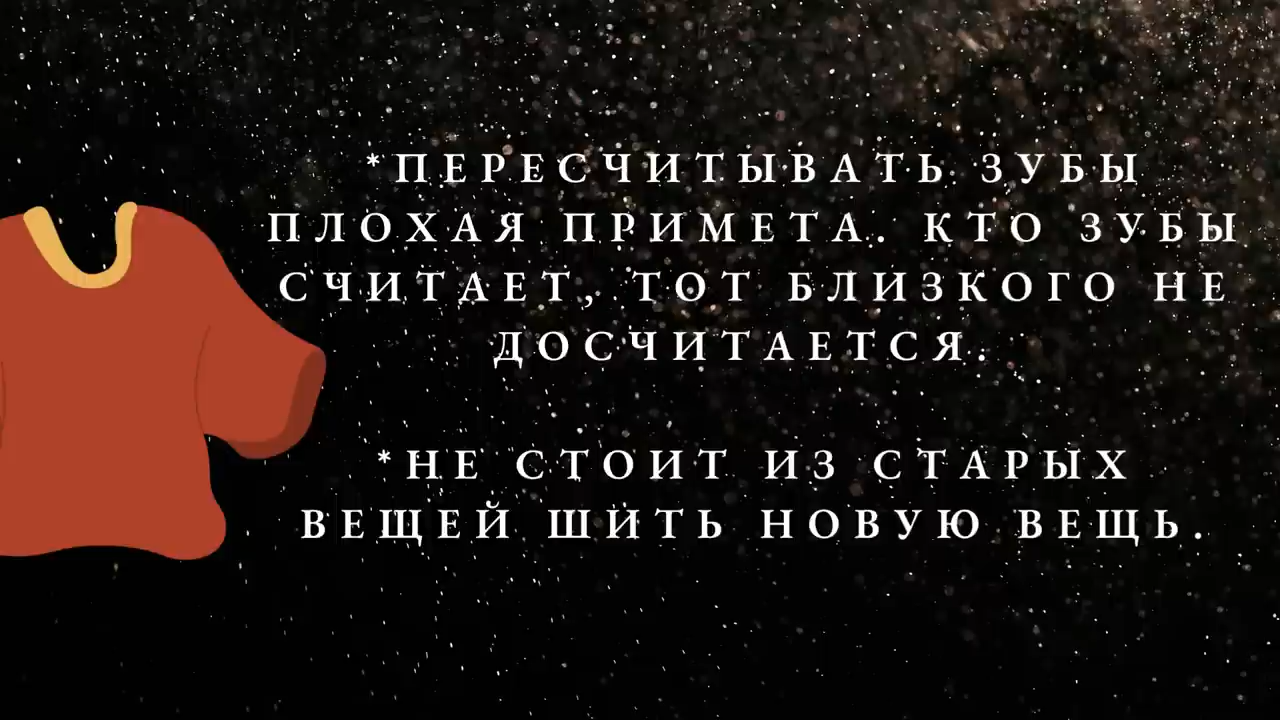 *ПЕРЕСЧИТЫВАТЬ ЗУБЫ
ПЛОХАЯ ПРИМЕТА. КТО ЗУБЫ
СЧИТАЕТ, ТОТ БЛИЗКОГО НЕ
ДОСЧИТАЕТСЯ.
*НЕ СТОИТ ИЗ СТАРЫХ
ВЕЩЕЙ ШИТЬ НОВУЮ ВЕЩЬ.